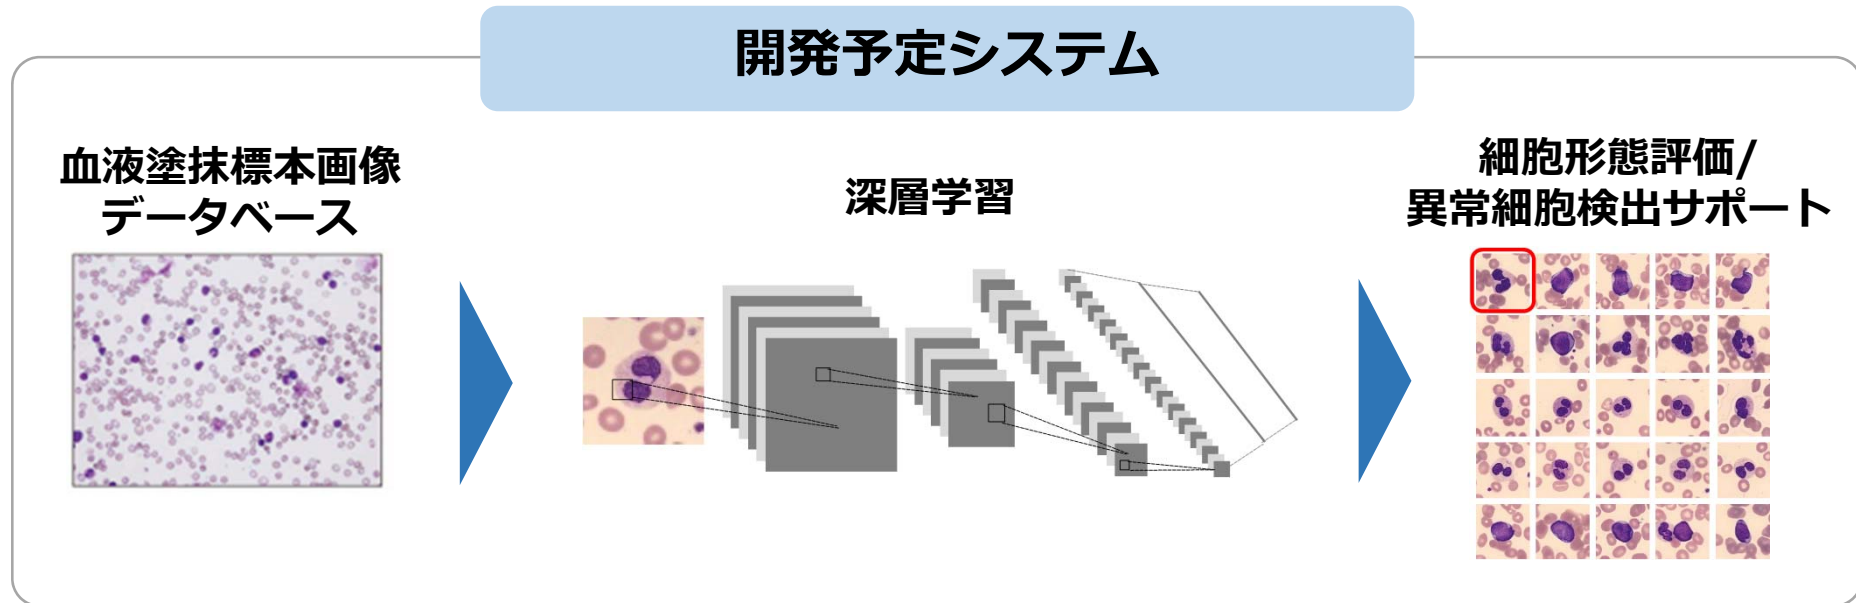 開発予定システム
血液塗抹標本画像
データベース
深層学習
細胞形態評価/
異常細胞検出サポート